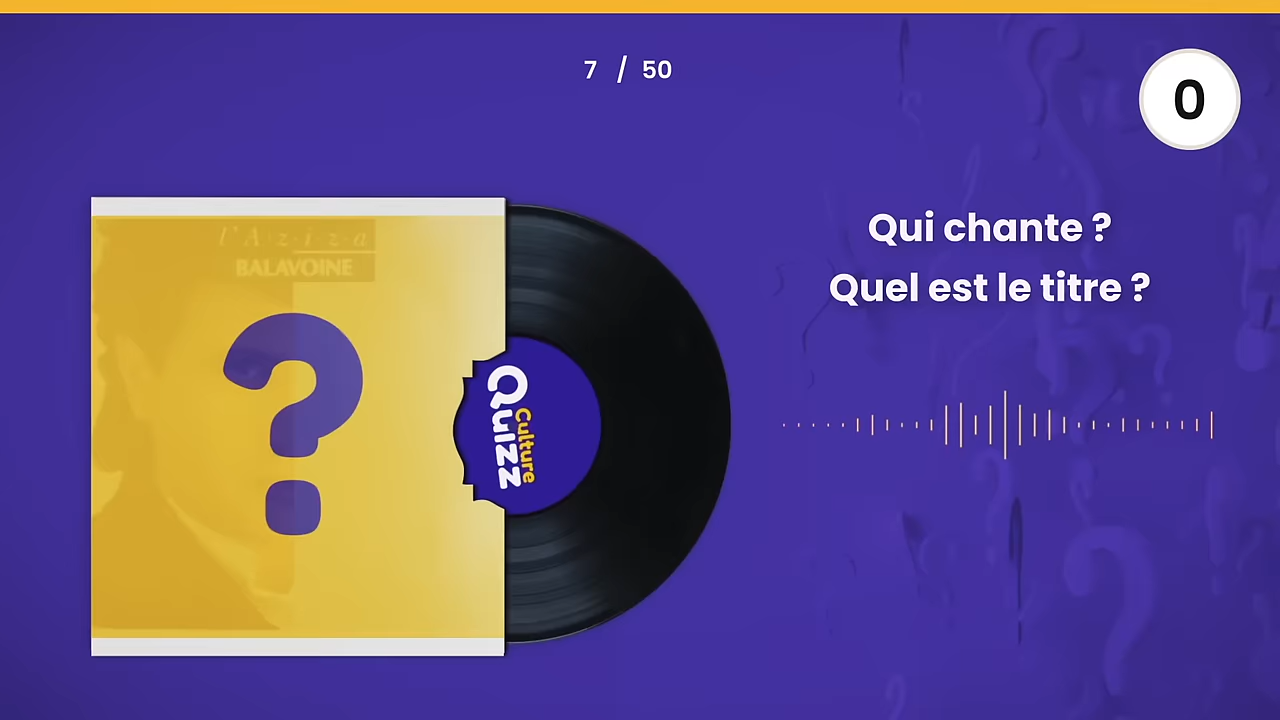 7 / 50
0
l'A·z·i·z·a
BALAVOINE
Qui chante ?
Quel est le titre ?
?
Culture
Quizz